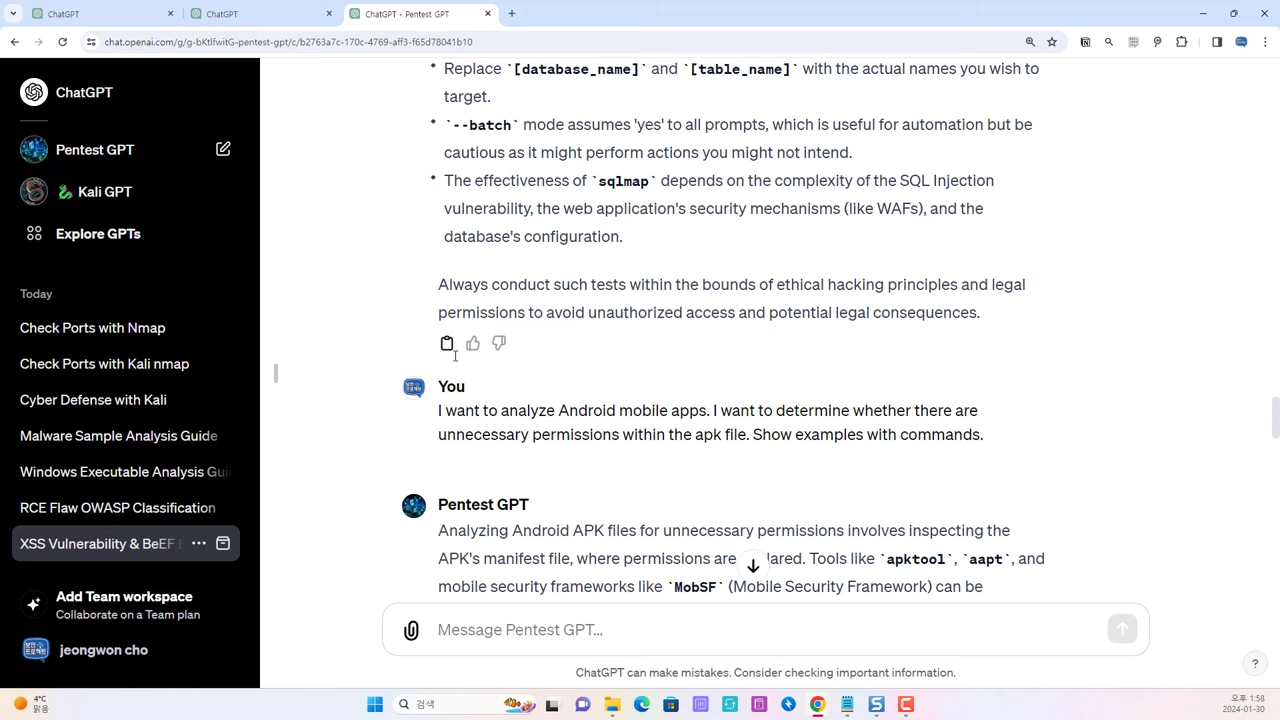 ChatGPT
ChatGPT
ChatGPT - Pentest GPT
chat.openai.com/g/g-bKtlfwitG-pentest-gpt/c/b2763a7c-170c-4769-aff3-f65d78041b10
ChatGPT
Pentest GPT
Kali GPT
Explore GPTs
Today
Check Ports with Nmap
Check Ports with Kali nmap
Cyber Defense with Kali
Malware Sample Analysis Guide
Windows Executable Analysis Gui
RCE Flaw OWASP Classification
XSS Vulnerability & BeEF E
Add Team workspace
Collaborate on a Team plan
jeongwon cho
• Replace `[database_name]` and `[table_name]` with the actual names you wish to
target.
• `--batch` mode assumes 'yes' to all prompts, which is useful for automation but be
cautious as it might perform actions you might not intend.
• The effectiveness of `sqlmap` depends on the complexity of the SQL Injection
vulnerability, the web application's security mechanisms (like WAFs), and the
database's configuration.
Always conduct such tests within the bounds of ethical hacking principles and legal
permissions to avoid unauthorized access and potential legal consequences.
You
I want to analyze Android mobile apps. I want to determine whether there are
unnecessary permissions within the apk file. Show examples with commands.
Pentest GPT
Analyzing Android APK files for unnecessary permissions involves inspecting the
APK's manifest file, where permissions are lared. Tools like `apktool`, `aapt`, and
mobile security frameworks like `MobSF` (Mobile Security Framework) can be
Message Pentest GPT...
ChatGPT can make mistakes. Consider checking important information.
?
4°C
맑음
검색
오후 1:58
2024-01-30